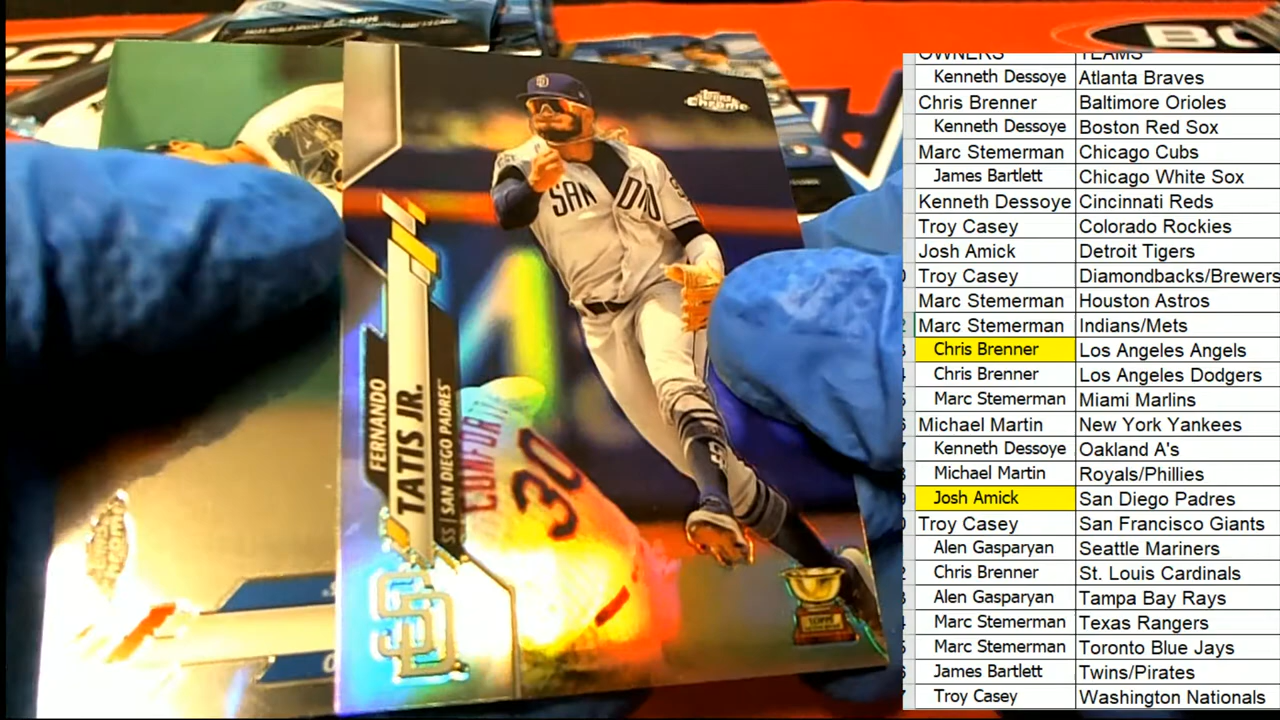 OWNERS TEAMS
Kenneth Dessoye Atlanta Braves
Chris Brenner Baltimore Orioles
Kenneth Dessoye Boston Red Sox
Marc Stemerman Chicago Cubs
James Bartlett Chicago White Sox
Kenneth Dessoye Cincinnati Reds
Troy Casey Colorado Rockies
Josh Amick Detroit Tigers
Troy Casey Diamondbacks/Brewers
Marc Stemerman Houston Astros
Marc Stemerman Indians/Mets
Chris Brenner Los Angeles Angels
Chris Brenner Los Angeles Dodgers
Marc Stemerman Miami Marlins
Michael Martin New York Yankees
Kenneth Dessoye Oakland A's
Michael Martin Royals/Phillies
Josh Amick San Diego Padres
Troy Casey San Francisco Giants
Alen Gasparyan Seattle Mariners
Chris Brenner St. Louis Cardinals
Alen Gasparyan Tampa Bay Rays
Marc Stemerman Texas Rangers
Marc Stemerman Toronto Blue Jays
James Bartlett Twins/Pirates
Troy Casey Washington Nationals
Topps
Chrome
SD
SAN DI O
CONFORTO
30
FERNANDO
TATIS JR.
SS | SAN DIEGO PADRES
SD
TOPPS
BO